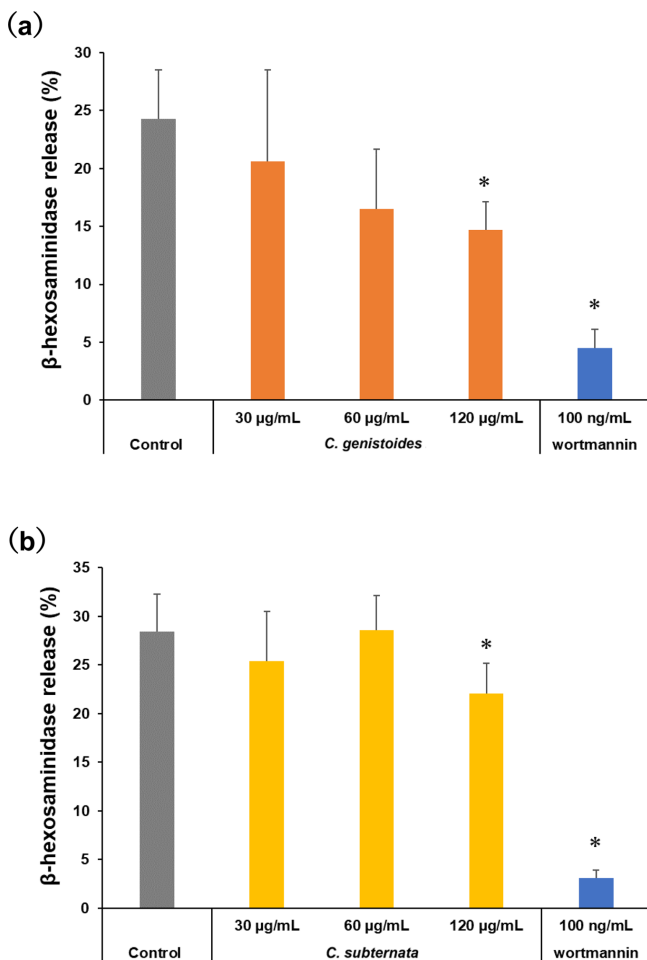 (a)
β-hexosaminidase release (%)
30
25
20
15
10
5
0
*
*
30 µg/mL 60 µg/mL 120 µg/mL 100 ng/mL
Control C. genistoides wortmannin
(b)
β-hexosaminidase release (%)
35
30
25
20
15
10
5
0
*
*
30 µg/mL 60 µg/mL 120 µg/mL 100 ng/mL
Control C. subternata wortmannin